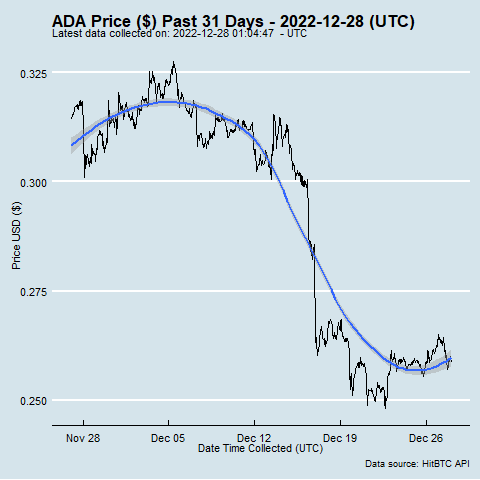 ADA Price ($) Past 31 Days - 2022-12-28 (UTC)
Latest data collected on: 2022-12-28 01:04:47 - UTC
0.325
0.300
0.275
0.250
Price USD ($)
Nov 28 Dec 05 Dec 12 Dec 19 Dec 26
Date Time Collected (UTC)
Data source: HitBTC API